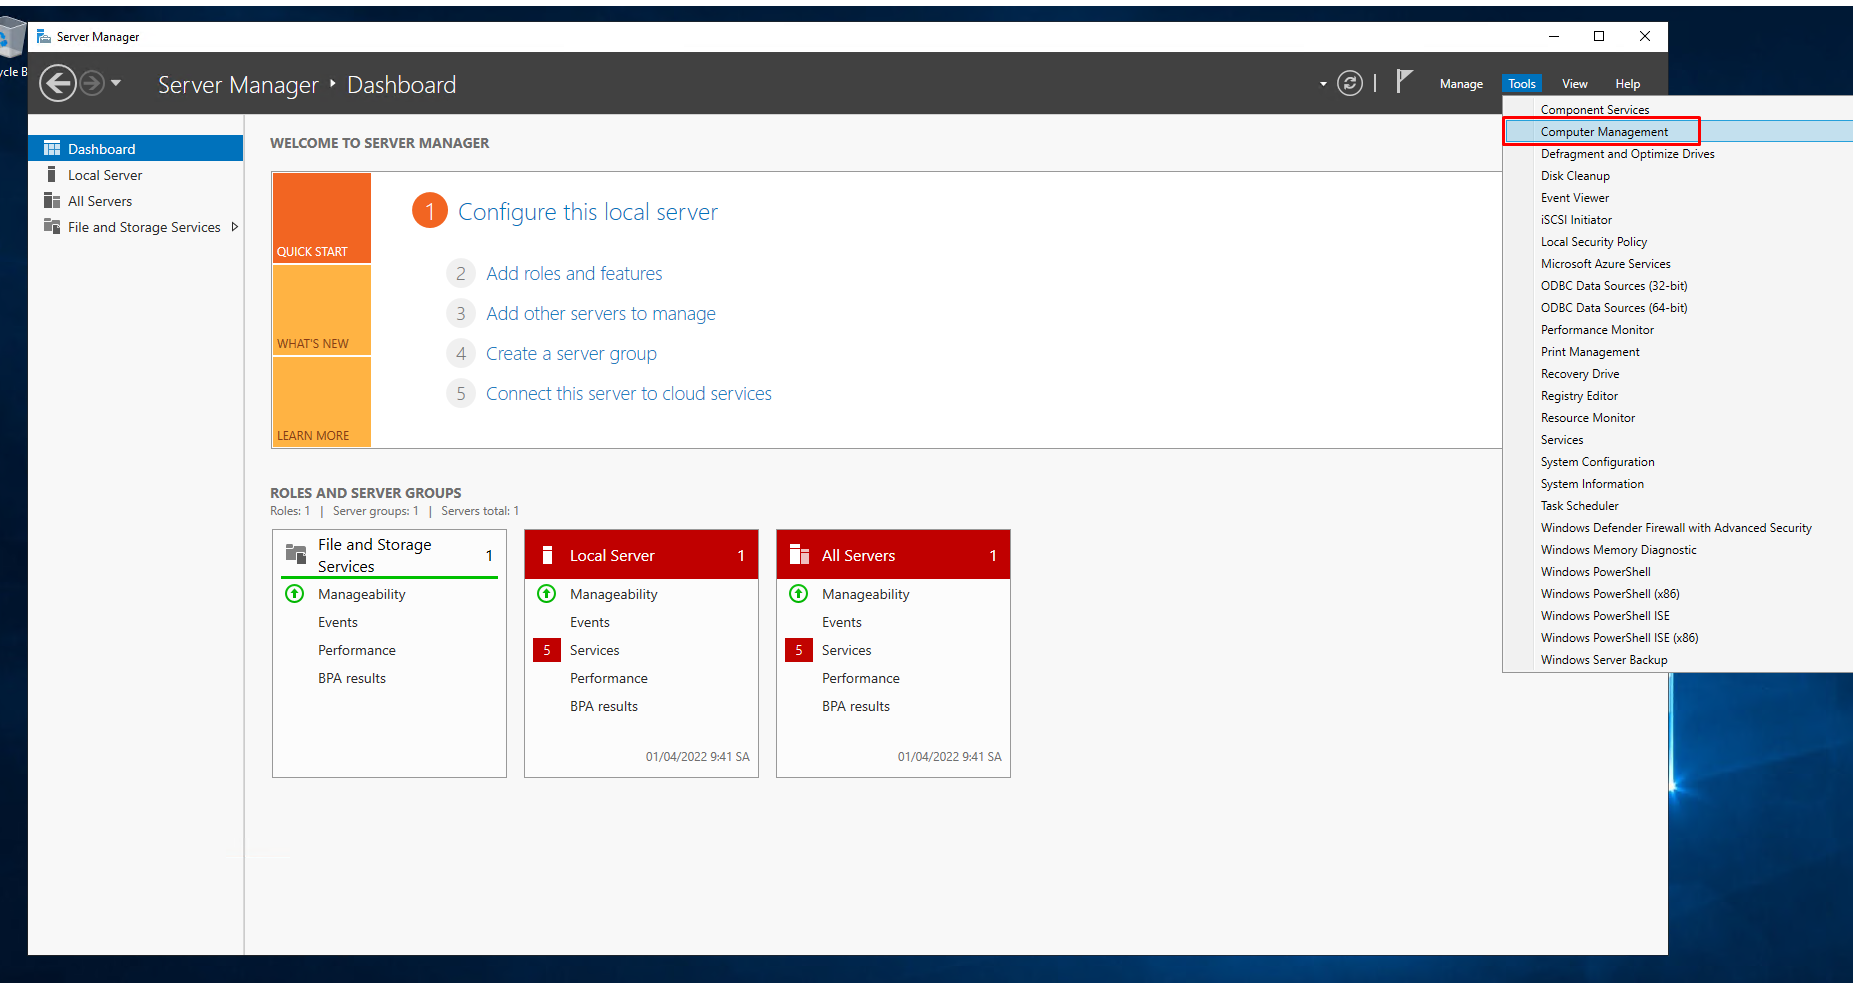 Server Manager
cycle B
Server Manager
Dashboard
Manage
Tools
View
Help
Component Services
Computer Management
Defragment and Optimize Drives
Disk Cleanup
Event Viewer
iSCSI Initiator
Local Security Policy
Microsoft Azure Services
ODBC Data Sources (32-bit)
ODBC Data Sources (64-bit)
Performance Monitor
Print Management
Recovery Drive
Registry Editor
Resource Monitor
Services
System Configuration
System Information
Task Scheduler
Windows Defender Firewall with Advanced Security
Windows Memory Diagnostic
Windows PowerShell
Windows PowerShell (x86)
Windows PowerShell ISE
Windows PowerShell ISE (x86)
Windows Server Backup
Dashboard
Local Server
All Servers
File and Storage Services
WELCOME TO SERVER MANAGER
QUICK START
WHAT'S NEW
LEARN MORE
1 Configure this local server
2 Add roles and features
3 Add other servers to manage
4 Create a server group
5 Connect this server to cloud services
ROLES AND SERVER GROUPS
Roles: 1 | Server groups: 1 | Servers total: 1
File and Storage
Services
1
Manageability
Events
Performance
BPA results
Local Server 1
Manageability
Events
5 Services
Performance
BPA results
01/04/2022 9:41 SA
All Servers 1
Manageability
Events
5 Services
Performance
BPA results
01/04/2022 9:41 SA